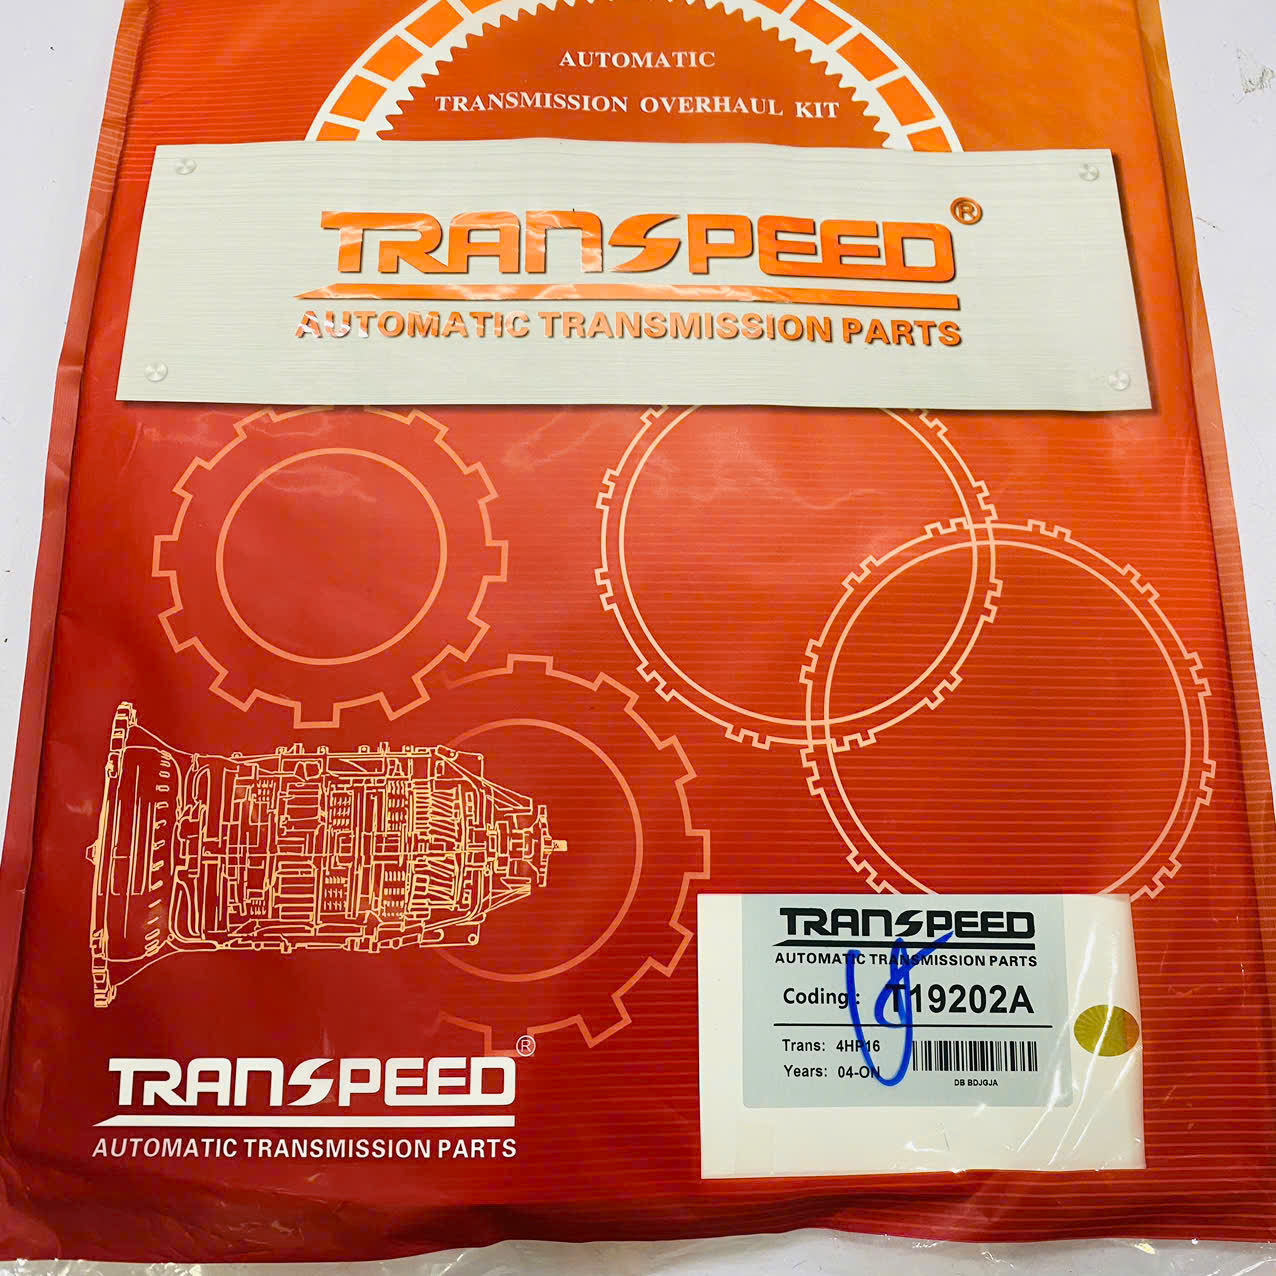 AUTOMATIC
TRANSMISSION OVERHAUL KIT
TRANSPEED®
AUTOMATIC TRANSMISSION PARTS
TRANSPEED
AUTOMATIC TRANSMISSION PARTS
Coding: T19202A
Trans: 4HP16
Years: 04-ON
DB BDJGJA
TRANSPEED®
AUTOMATIC TRANSMISSION PARTS